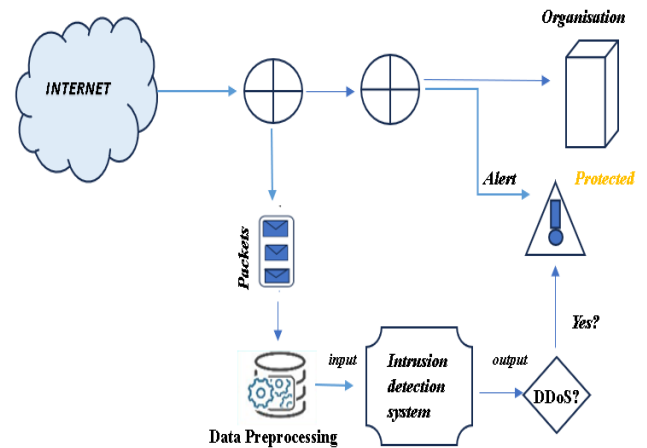 Organisation
INTERNET
Alert
Protected
Packets
Yes?
input
Intrusion
detection
system
output
DDoS?
Data Preprocessing